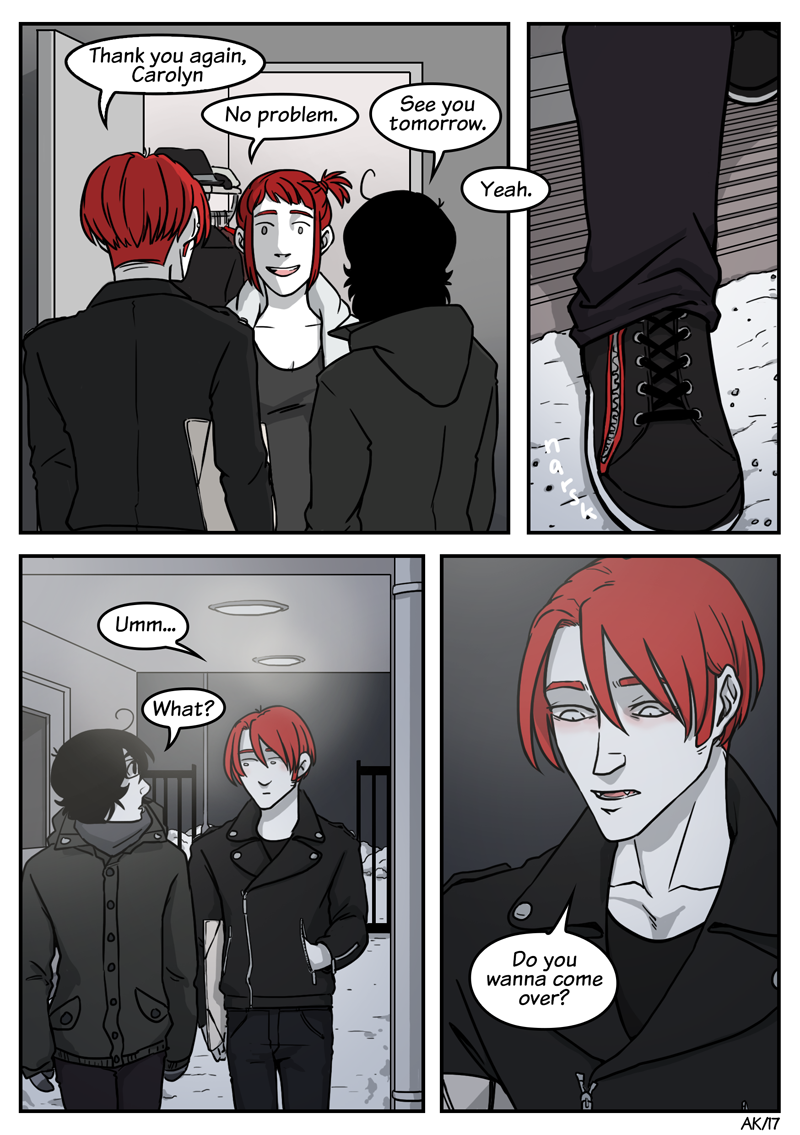 Thank you again,
Carolyn
No problem.
See you
tomorrow.
Yeah.
narsk
Umm...
What?
Do you
wanna come
over?
AK/17